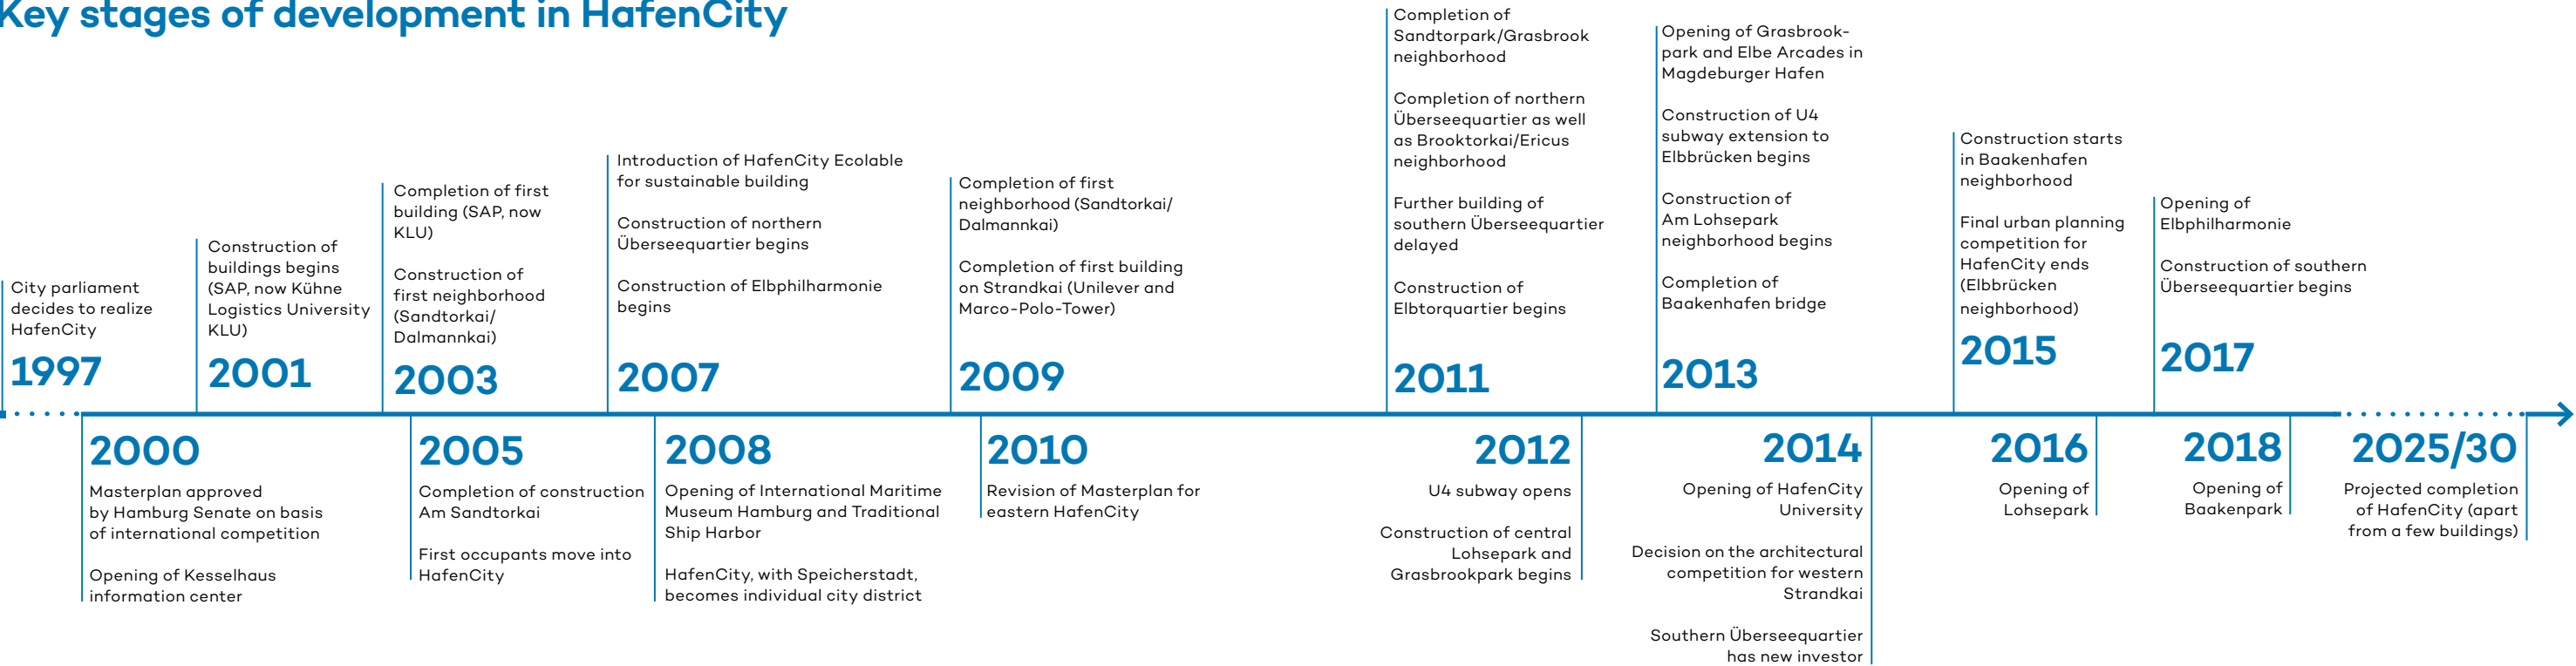 Key stages of development in HafenCity
City parliament
decides to realize
HafenCity
1997
2000
Masterplan approved
by Hamburg Senate on basis
of international competition
Opening of Kesselhaus
information center
Construction of
buildings begins
(SAP, now Kühne
Logistics University
KLU)
2001
Completion of first
building (SAP, now
KLU)
Construction of
first neighborhood
(Sandtorkai/
Dalmannkai)
2003
2005
Completion of construction
Am Sandtorkai
First occupants move into
HafenCity
Introduction of HafenCity Ecolable
for sustainable building
Construction of northern
Überseequartier begins
Construction of Elbphilharmonie
begins
2007
2008
Opening of International Maritime
Museum Hamburg and Traditional
Ship Harbor
HafenCity, with Speicherstadt,
becomes individual city district
Completion of first
neighborhood (Sandtorkai/
Dalmannkai)
Completion of first building
on Strandkai (Unilever and
Marco-Polo-Tower)
2009
2010
Revision of Masterplan for
eastern HafenCity
Completion of
Sandtorpark/Grasbrook
neighborhood
Completion of northern
Überseequartier as well
as Brooktorkai/Ericus
neighborhood
Further building of
southern Überseequartier
delayed
Construction of
Elbtorquartier begins
2011
2012
U4 subway opens
Construction of central
Lohsepark and
Grasbrookpark begins
Opening of Grasbrook-
park and Elbe Arcades in
Magdeburger Hafen
Construction of U4
subway extension to
Elbbrücken begins
Construction of
Am Lohsepark
neighborhood begins
Completion of
Baakenhafen bridge
2013
2014
Opening of HafenCity
University
Decision on the architectural
competition for western
Strandkai
Southern Überseequartier
has new investor
Construction starts
in Baakenhafen
neighborhood
Final urban planning
competition for
HafenCity ends
(Elbbrücken
neighborhood)
2015
2016
Opening of
Lohsepark
Opening of
Elbphilharmonie
Construction of southern
Überseequartier begins
2017
2018
Opening of
Baakenpark
2025/30
Projected completion
of HafenCity (apart
from a few buildings)